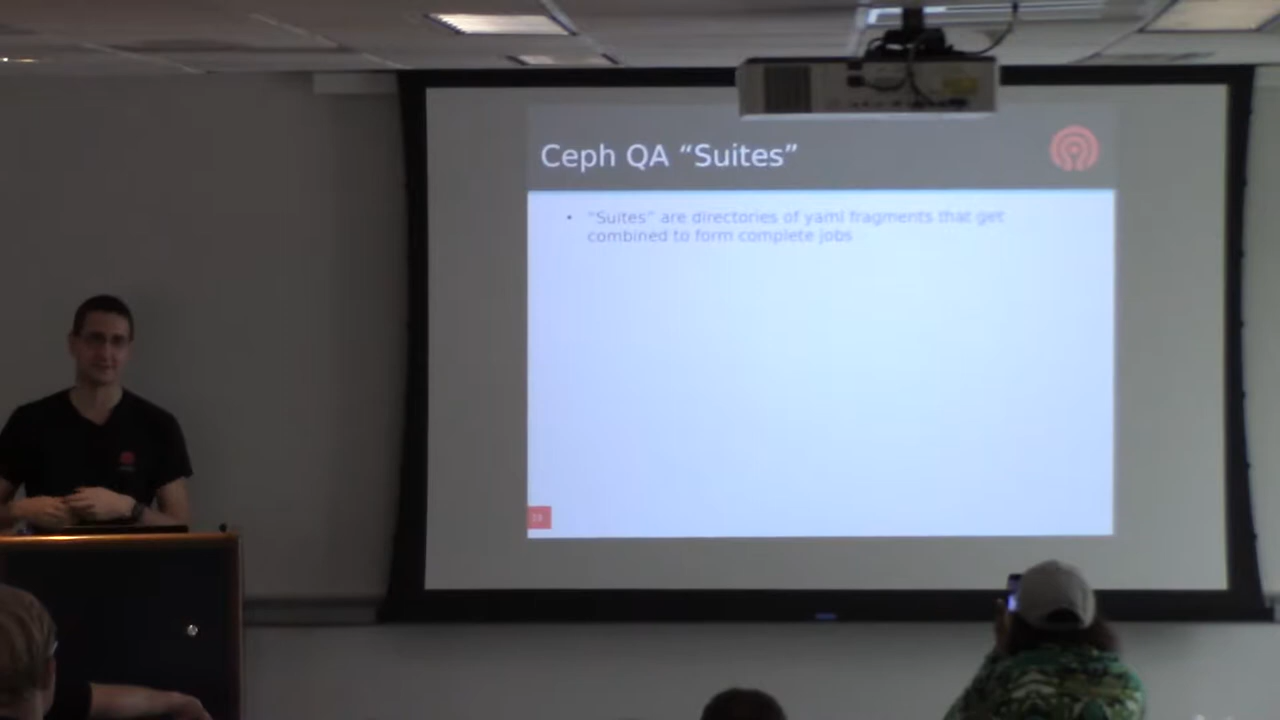 Ceph QA “Suites”
• “Suites” are directories of yaml fragments that get
combined to form complete jobs